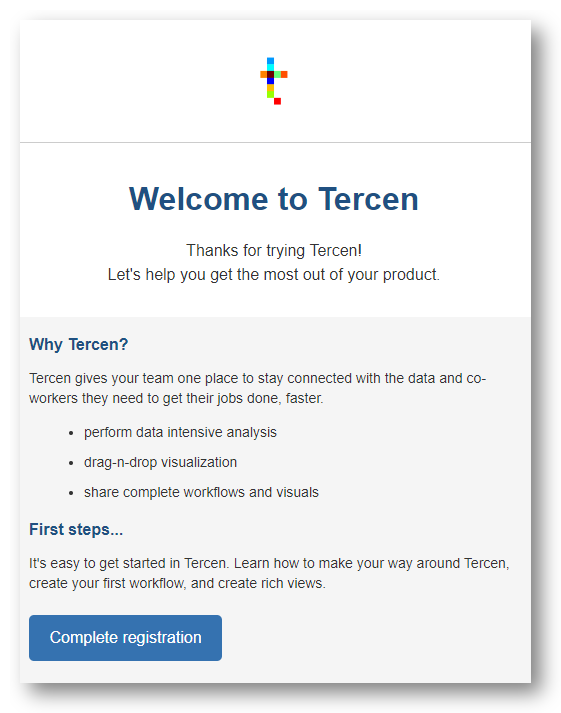 t
Welcome to Tercen
Thanks for trying Tercen!
Let's help you get the most out of your product.
Why Tercen?
Tercen gives your team one place to stay connected with the data and co-
workers they need to get their jobs done, faster.
• perform data intensive analysis
• drag-n-drop visualization
• share complete workflows and visuals
First steps...
It's easy to get started in Tercen. Learn how to make your way around Tercen,
create your first workflow, and create rich views.
Complete registration